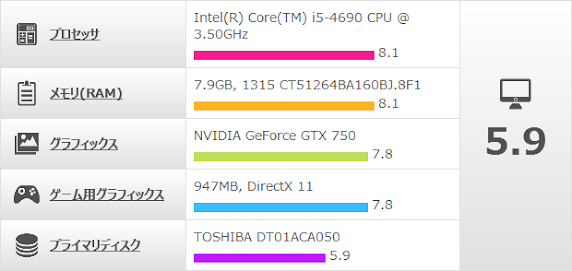 プロセッサ
Intel(R) Core(TM) i5-4690 CPU @
3.50GHz
8.1
メモリ(RAM)
7.9GB, 1315 CT51264BA160BJ.8F1
8.1
グラフィックス
NVIDIA GeForce GTX 750
7.8
ゲーム用グラフィックス
947MB, DirectX 11
7.8
プライマリディスク
TOSHIBA DT01ACA050
5.9
5.9